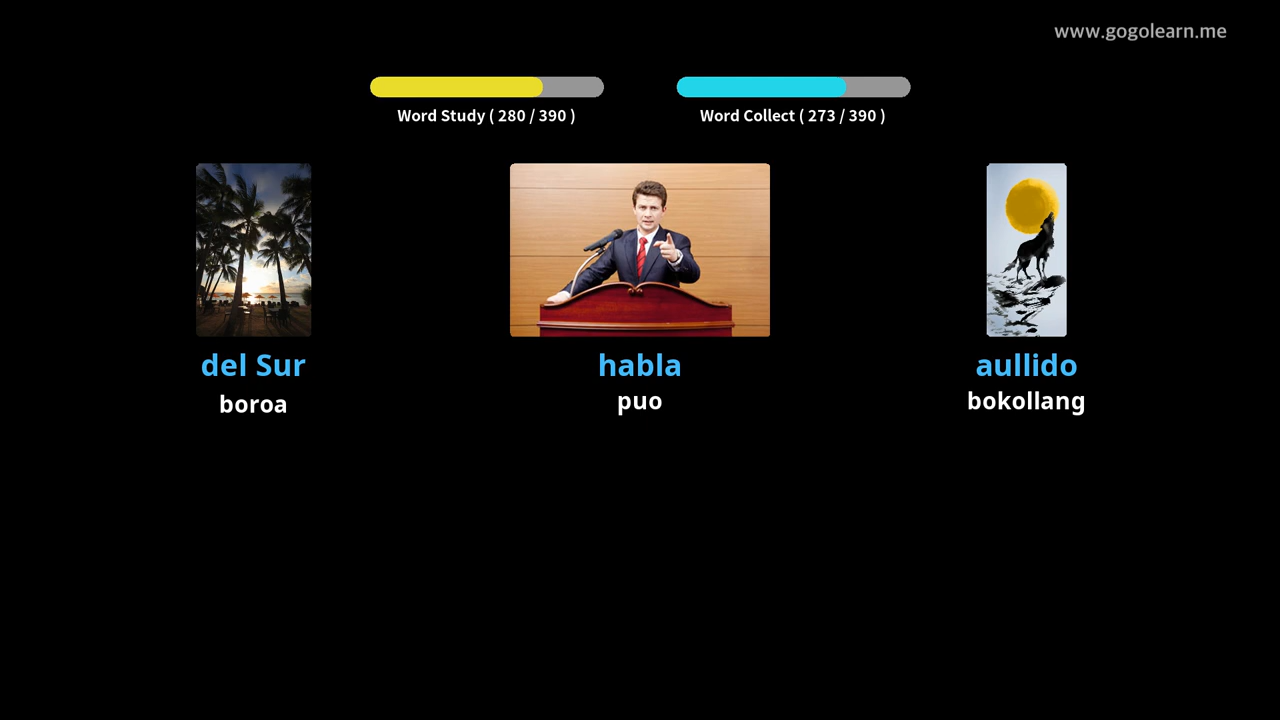 www.gogolearn.me
Word Study ( 280 / 390 )
Word Collect ( 273 / 390 )
del Sur
boroa
habla
puo
aullido
bokollang